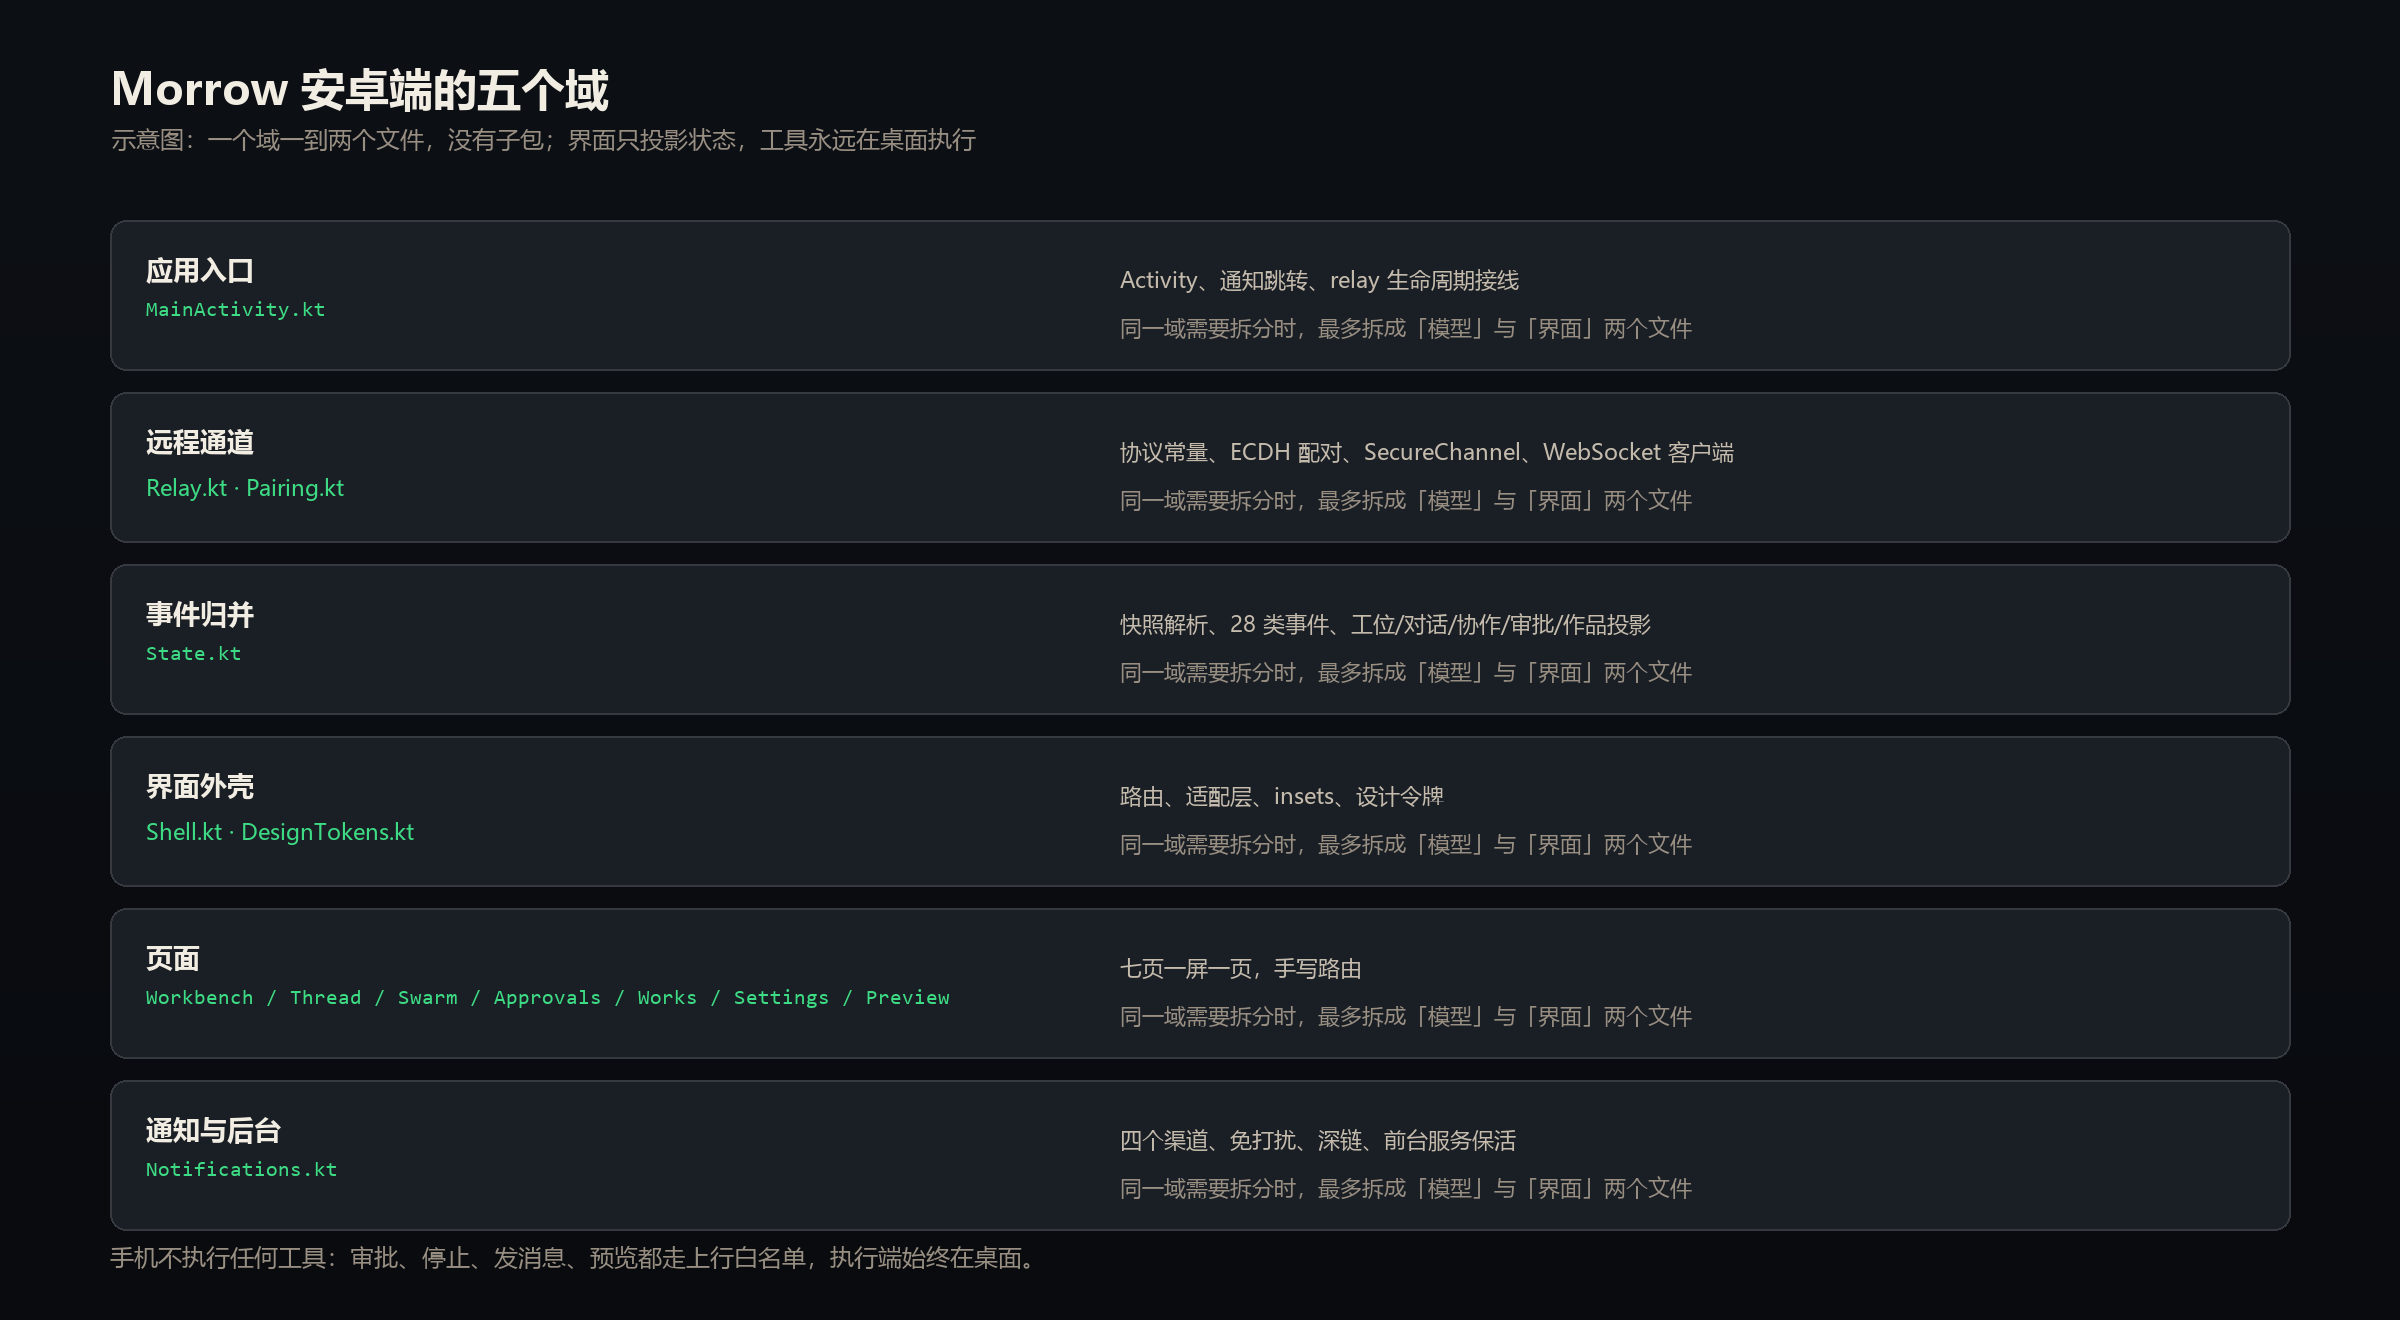 Morrow 安卓端的五个域
示意图：一个域一到两个文件，没有子包；界面只投影状态，工具永远在桌面执行
应用入口
MainActivity.kt
Activity、通知跳转、relay 生命周期接线
同一域需要拆分时，最多拆成「模型」与「界面」两个文件
远程通道
Relay.kt · Pairing.kt
协议常量、ECDH 配对、SecureChannel、WebSocket 客户端
同一域需要拆分时，最多拆成「模型」与「界面」两个文件
事件归并
State.kt
快照解析、28 类事件、工位/对话/协作/审批/作品投影
同一域需要拆分时，最多拆成「模型」与「界面」两个文件
界面外壳
Shell.kt · DesignTokens.kt
路由、适配层、insets、设计令牌
同一域需要拆分时，最多拆成「模型」与「界面」两个文件
页面
Workbench / Thread / Swarm / Approvals / Works / Settings / Preview
七页一屏一页，手写路由
同一域需要拆分时，最多拆成「模型」与「界面」两个文件
通知与后台
Notifications.kt
四个渠道、免打扰、深链、前台服务保活
同一域需要拆分时，最多拆成「模型」与「界面」两个文件
手机不执行任何工具：审批、停止、发消息、预览都走上行白名单，执行端始终在桌面。